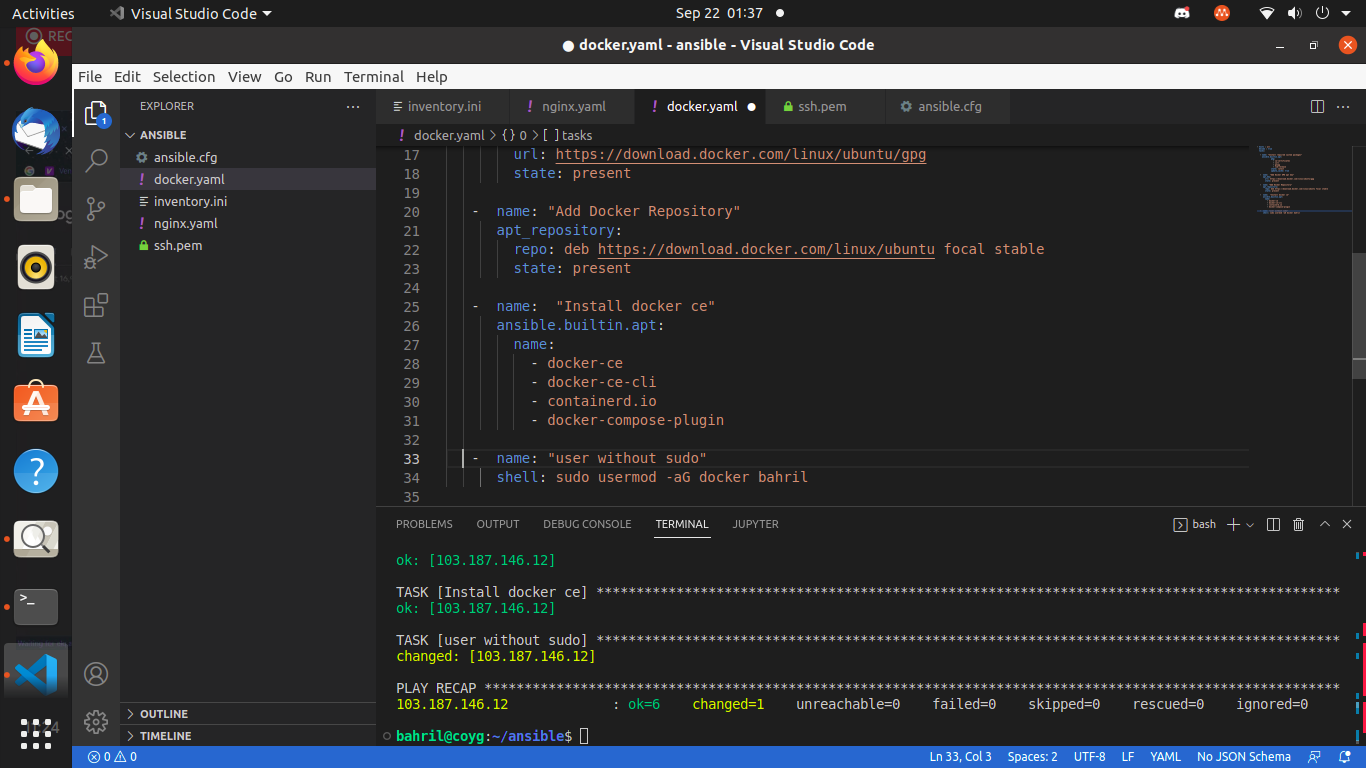 Activities
Visual Studio Code
Sep 22 01:37
REC
docker.yaml - ansible - Visual Studio Code
File Edit Selection View Go Run Terminal Help
1
EXPLORER
ANSIBLE
ansible.cfg
! docker.yaml
inventory.ini
! nginx.yaml
ssh.pem
OUTLINE
TIMELINE
inventory.ini
! nginx.yaml
! docker.yaml
ssh.pem
ansible.cfg
! docker.yaml > {} 0 > [ ] tasks
17 url: https://download.docker.com/linux/ubuntu/gpg
18 state: present
19
20 - name: "Add Docker Repository"
21 apt_repository:
22 repo: deb https://download.docker.com/linux/ubuntu focal stable
23 state: present
24
25 - name:  "Install docker ce"
26 ansible.builtin.apt:
27 name:
28 - docker-ce
29 - docker-ce-cli
30 - containerd.io
31 - docker-compose-plugin
32
33 - name: "user without sudo"
34 shell: sudo usermod -aG docker bahril
35
PROBLEMS OUTPUT DEBUG CONSOLE TERMINAL JUPYTER
bash
ok: [103.187.146.12]
TASK [Install docker ce] *********************************************************************************************
ok: [103.187.146.12]
TASK [user without sudo] *********************************************************************************************
changed: [103.187.146.12]
PLAY RECAP ***********************************************************************************************************
103.187.146.12 : ok=6 changed=1 unreachable=0 failed=0 skipped=0 rescued=0 ignored=0
bahril@coyg:~/ansible$
0 0
Ln 33, Col 3 Spaces: 2 UTF-8 LF YAML No JSON Schema